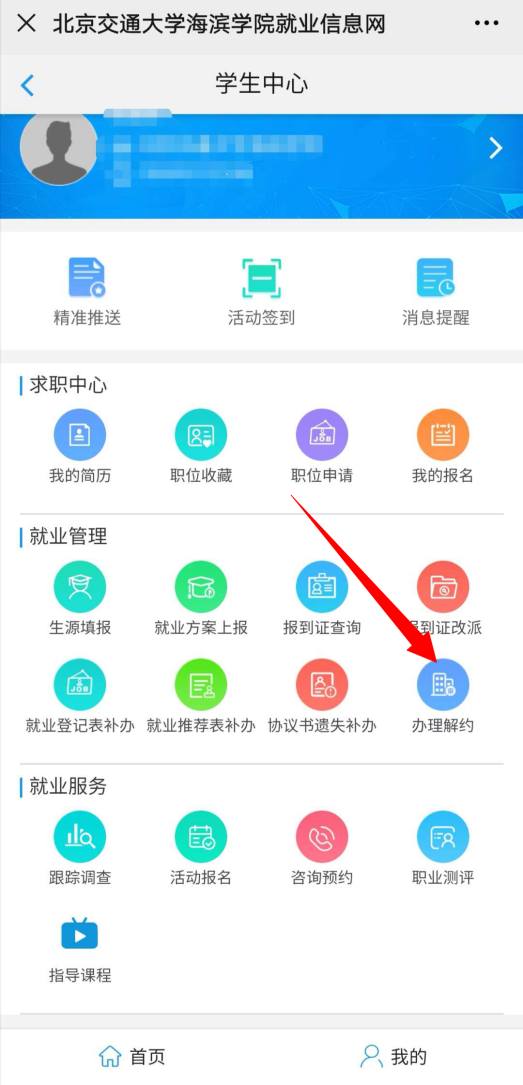 北京交通大学海滨学院就业信息网
学生中心
精准推送 活动签到 消息提醒
求职中心
我的简历 职位收藏 职位申请 我的报名
就业管理
生源填报 就业方案上报 报到证查询 报到证改派
就业登记表补办 就业推荐表补办 协议书遗失补办 办理解约
就业服务
跟踪调查 活动报名 咨询预约 职业测评
指导课程
首页 我的